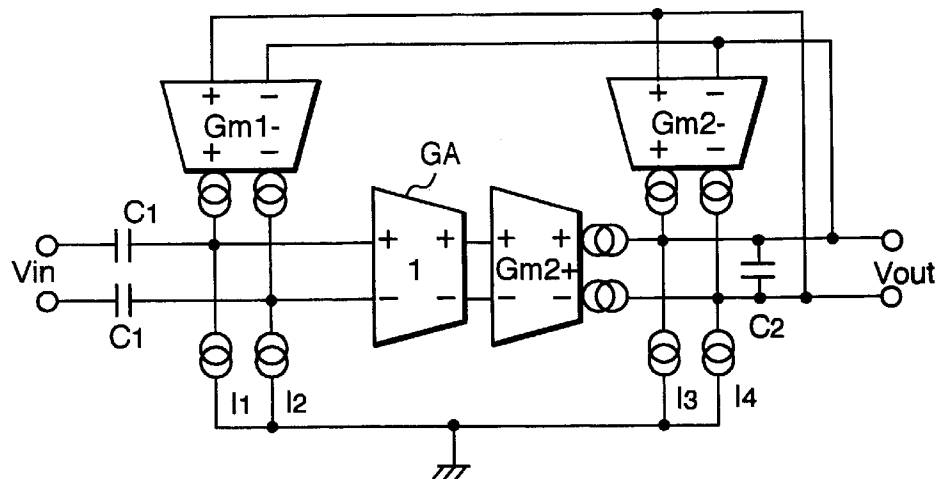 + −
Gm1-
+ −
+ −
Gm2-
+ −
GA
C1
Vin
C1
+ +
1
− −
+ +
Gm2+
− −
C2
Vout
I1
I2
I3
I4